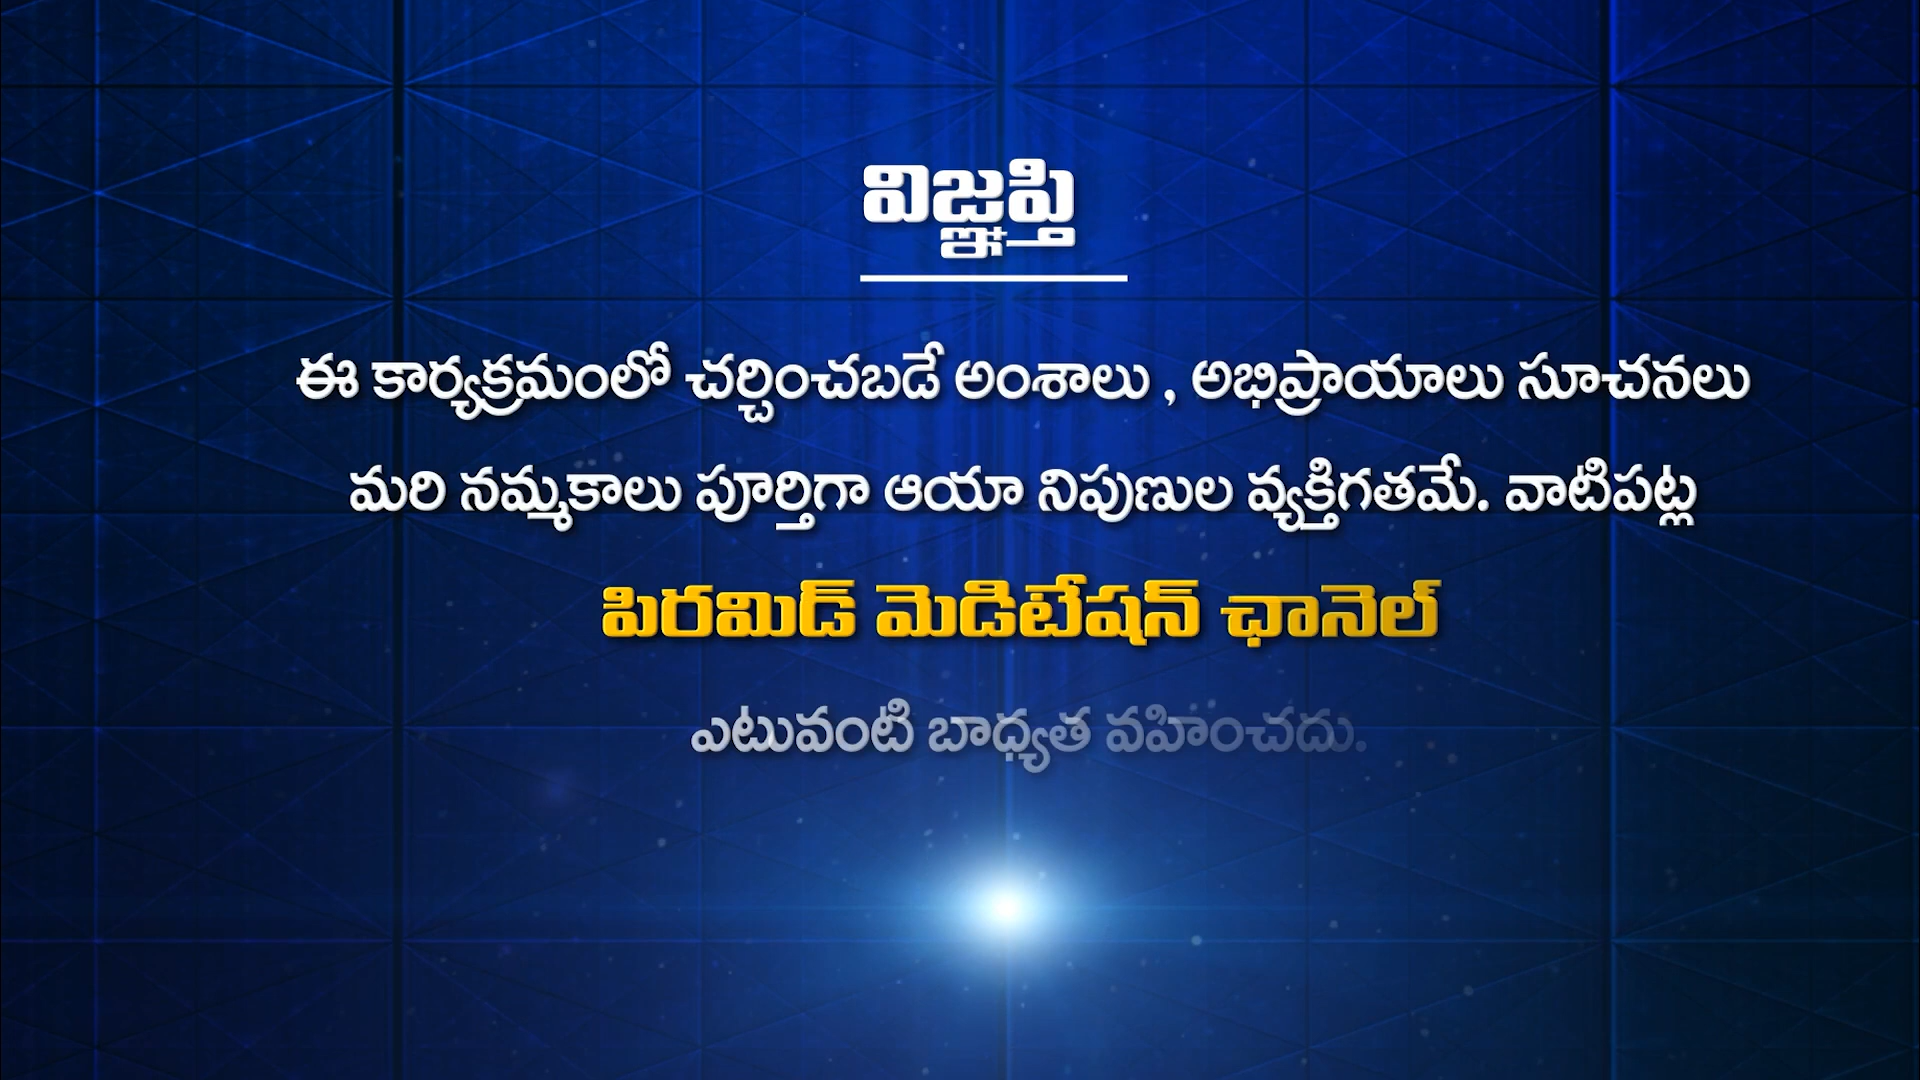 విజ్ఞప్తి
ఈ కార్యక్రమంలో చర్చించబడే అంశాలు , అభిప్రాయాలు సూచనలు
మరి నమ్మకాలు పూర్తిగా ఆయా నిపుణుల వ్యక్తిగతమే. వాటిపట్ల
పిరమిడ్ మెడిటేషన్ ఛానెల్
ఎటువంటి బాధ్యత వహించదు.